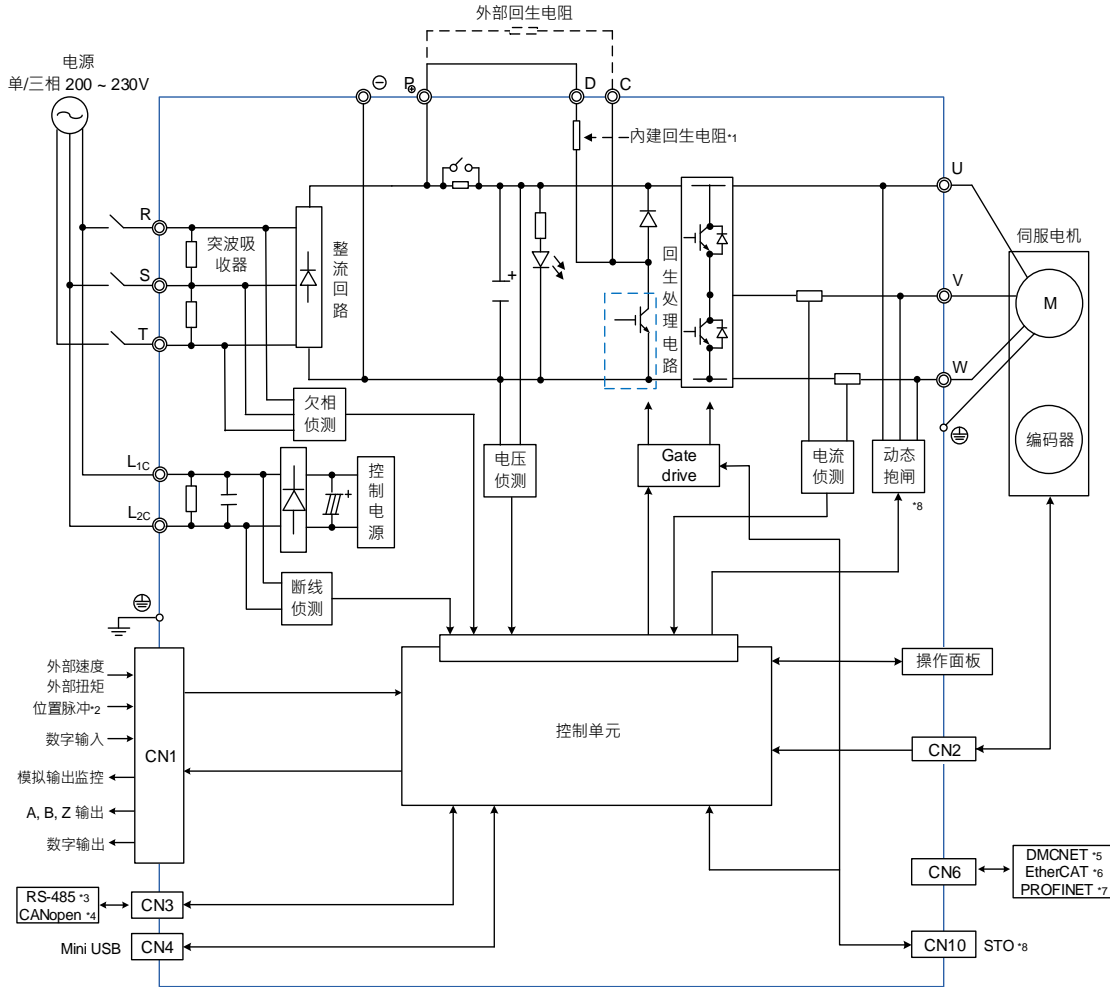 外部回生电阻
电源
单/三相 200 ~ 230V
⊖
P⊕
D
C
內建回生电阻*1
U
R
突波吸
收器
整
流
回
路
回
生
处
理
电
路
伺服电机
S
V
M
T
W
欠相
侦测
电压
侦测
Gate
drive
电流
侦测
动态
抱闸
*8
编码器
L1C
控
制
电
源
L2C
断线
侦测
外部速度
外部扭矩
位置脉冲*2
数字输入
模拟输出监控
A, B, Z 输出
数字输出
CN1
控制单元
操作面板
CN2
CN6
DMCNET *5
EtherCAT *6
PROFINET *7
RS-485 *3
CANopen *4
CN3
Mini USB
CN4
CN10
STO *8